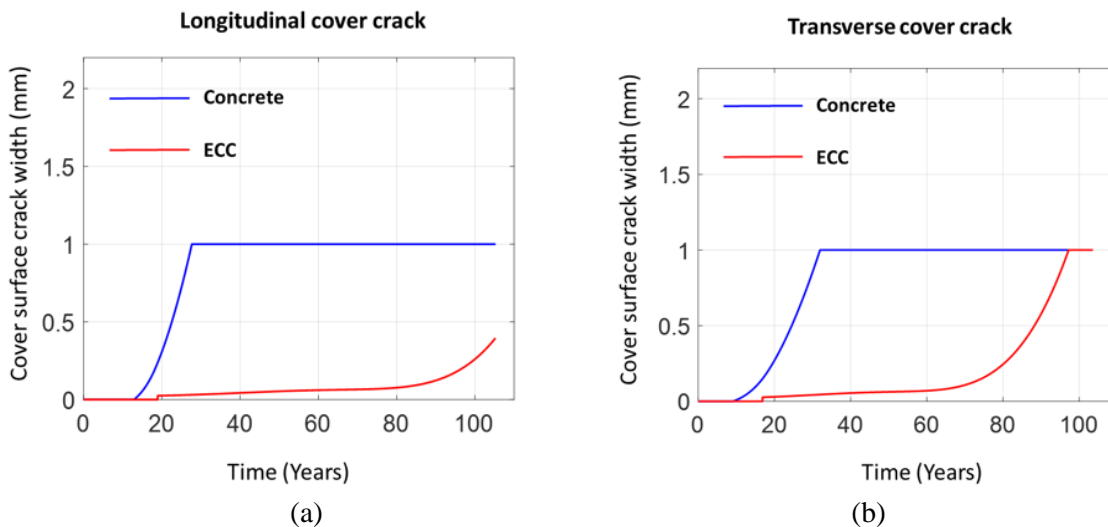 Longitudinal cover crack
Cover surface crack width (mm)
2
1.5
1
0.5
0
Concrete
ECC
0 20 40 60 80 100
Time (Years)
(a)
Transverse cover crack
Cover surface crack width (mm)
2
1.5
1
0.5
0
Concrete
ECC
0 20 40 60 80 100
Time (Years)
(b)